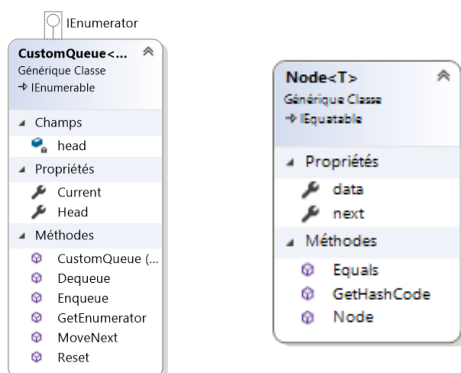 IEnumerator
CustomQueue<...
Générique Classe
→ IEnumerable
Champs
head
Propriétés
Current
Head
Méthodes
CustomQueue (...
Dequeue
Enqueue
GetEnumerator
MoveNext
Reset
Node<T>
Générique Classe
→ IEquatable
Propriétés
data
next
Méthodes
Equals
GetHashCode
Node